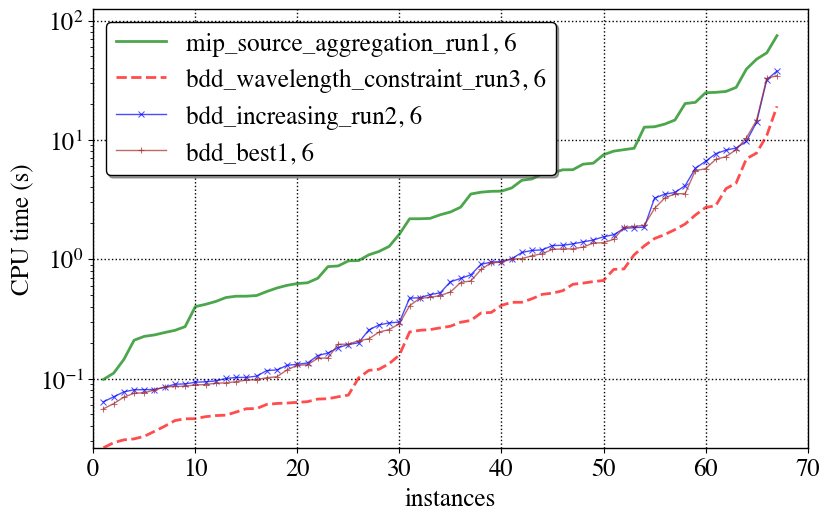 10²
10¹
10⁰
10⁻¹
CPU time (s)
mip_source_aggregation_run1, 6
bdd_wavelength_constraint_run3, 6
bdd_increasing_run2, 6
bdd_best1, 6
0 10 20 30 40 50 60 70
instances